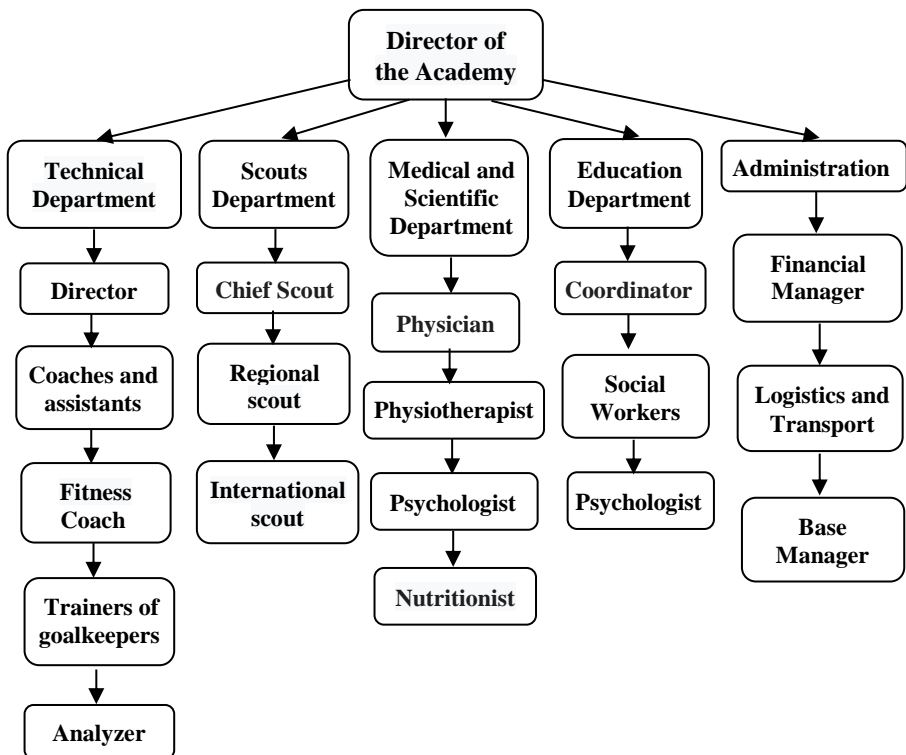 Director of
the Academy
Technical
Department
Director
Coaches and
assistants
Fitness
Coach
Trainers of
goalkeepers
Analyzer
Scouts
Department
Chief Scout
Regional
scout
International
scout
Medical and
Scientific
Department
Physician
Physiotherapist
Psychologist
Nutritionist
Education
Department
Coordinator
Social
Workers
Psychologist
Administration
Financial
Manager
Logistics and
Transport
Base
Manager